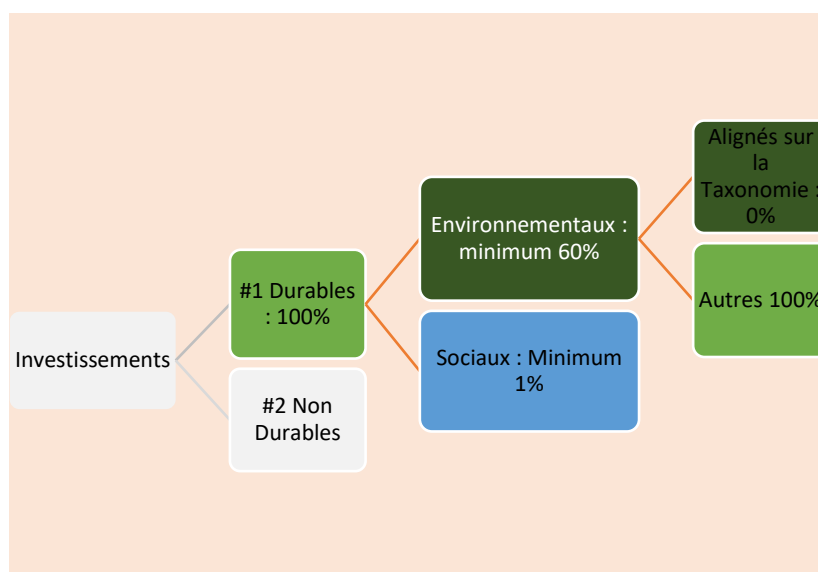 Investissements
#1 Durables
: 100%
#2 Non
Durables
Environnementaux :
minimum 60%
Sociaux : Minimum
1%
Alignés sur
la
Taxonomie :
0%
Autres 100%